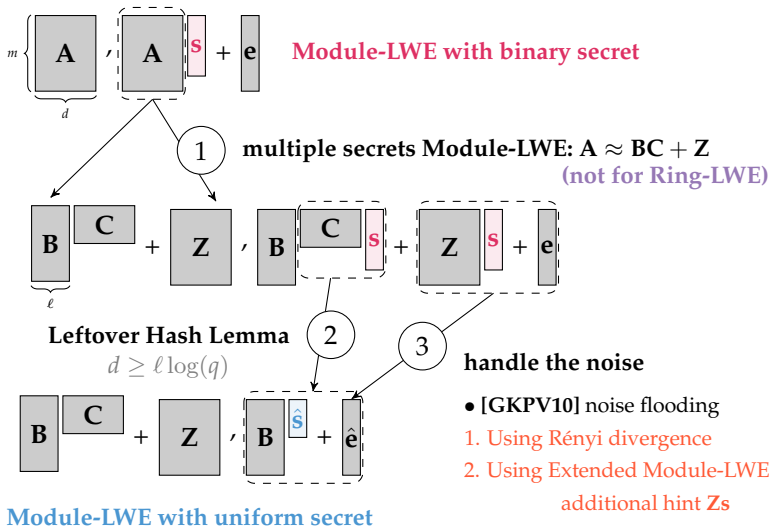 m A , A s + e Module-LWE with binary secret
d
1 multiple secrets Module-LWE: A ≈ BC + Z
(not for Ring-LWE)
B C + Z , B C s + Z s + e
ℓ
Leftover Hash Lemma 2 3 handle the noise
d ≥ ℓ log(q)
• [GKPV10] noise flooding
B C + Z , B ŝ + ê
1. Using Rényi divergence
2. Using Extended Module-LWE
additional hint Zs
Module-LWE with uniform secret